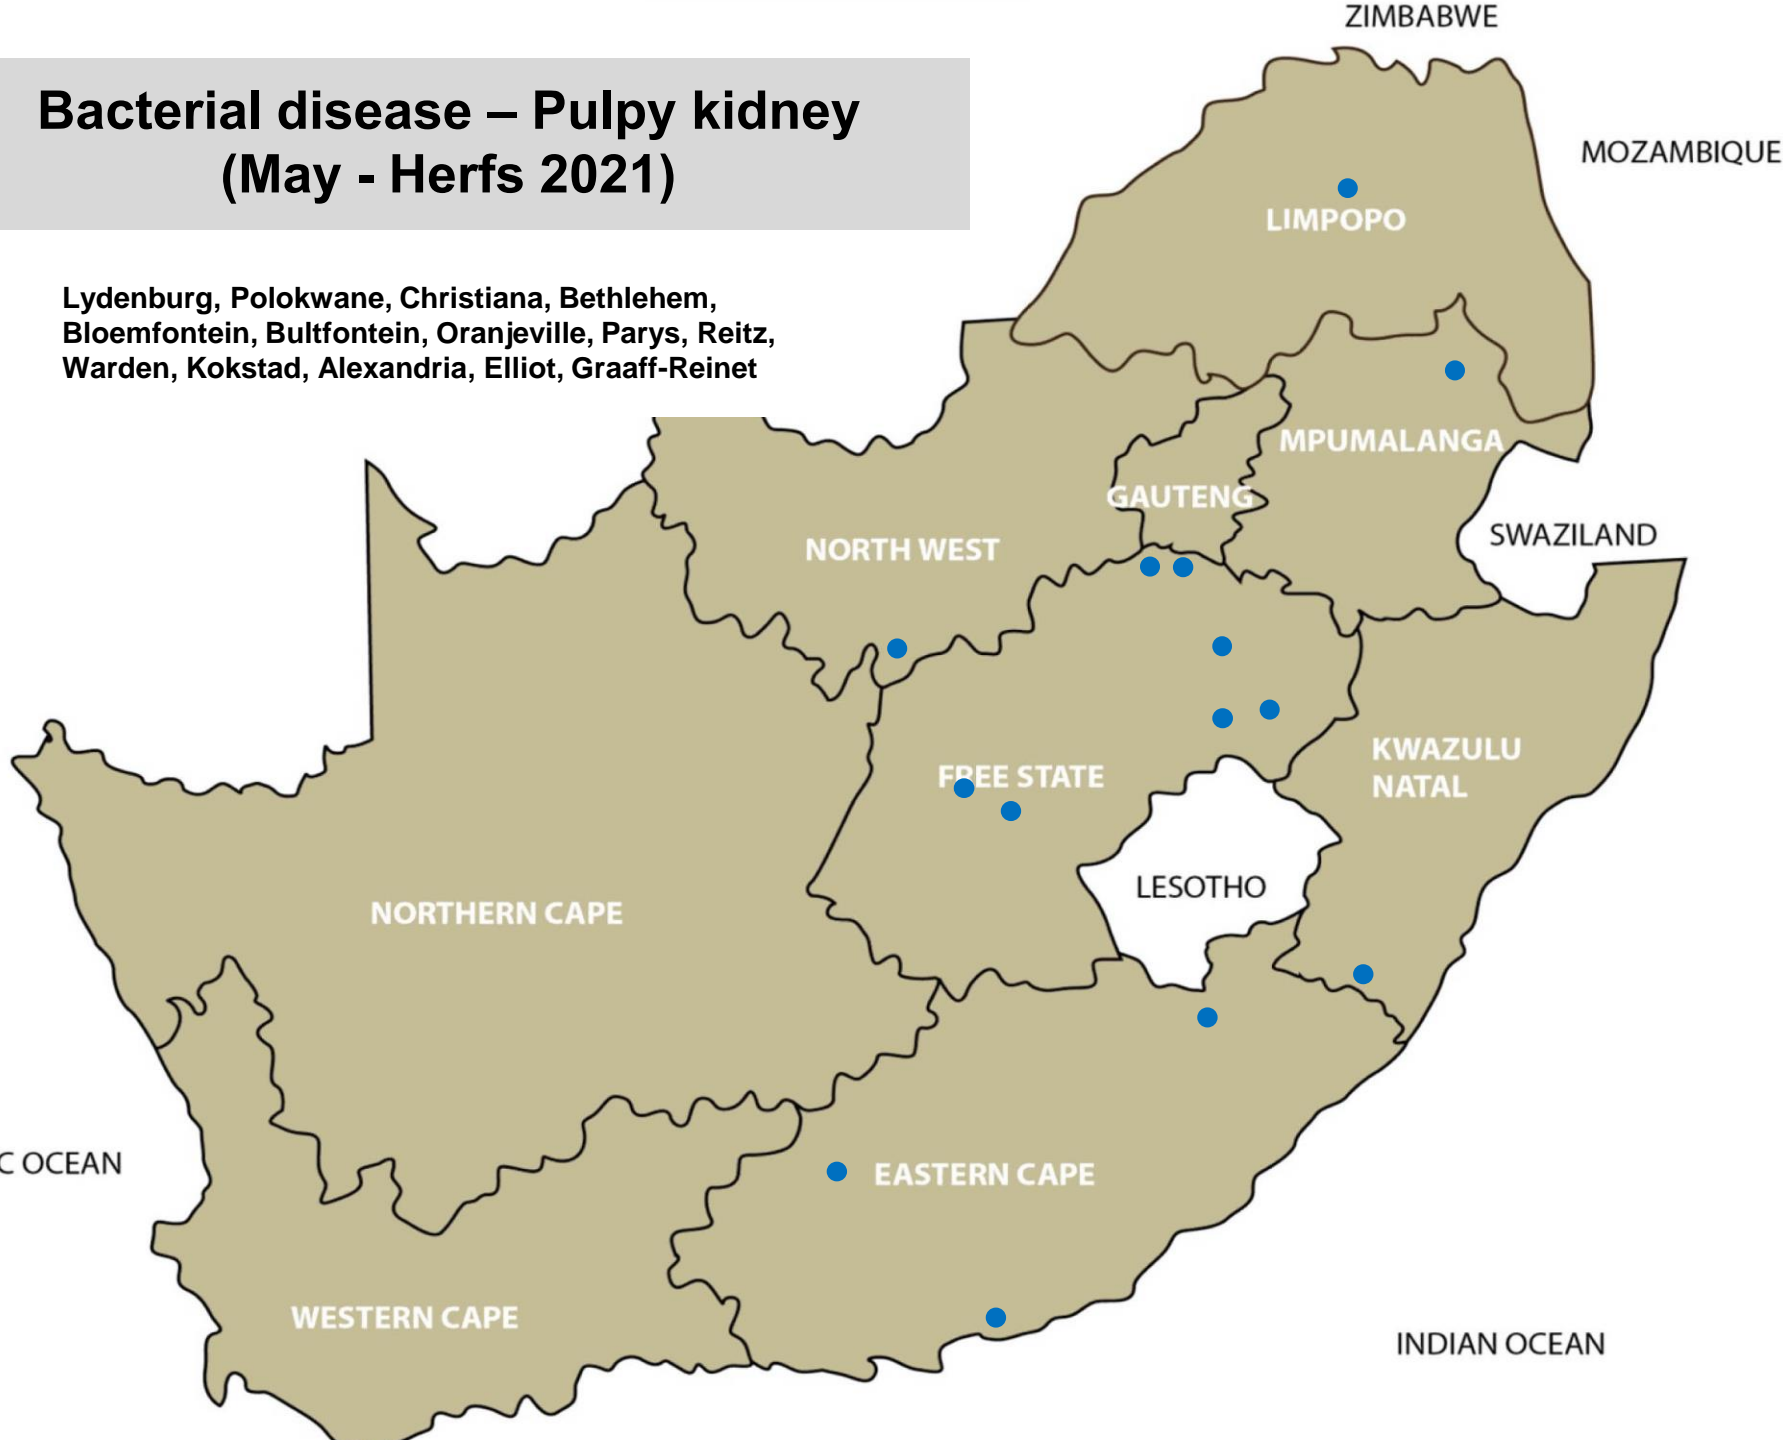 ZIMBABWE
Bacterial disease – Pulpy kidney
(May - Herfs 2021)
MOZAMBIQUE
LIMPOPO
Lydenburg, Polokwane, Christiana, Bethlehem,
Bloemfontein, Bultfontein, Oranjeville, Parys, Reitz,
Warden, Kokstad, Alexandria, Elliot, Graaff-Reinet
MPUMALANGA
GAUTENG
SWAZILAND
NORTH WEST
KWAZULU
NATAL
FREE STATE
LESOTHO
NORTHERN CAPE
C OCEAN
EASTERN CAPE
WESTERN CAPE
INDIAN OCEAN